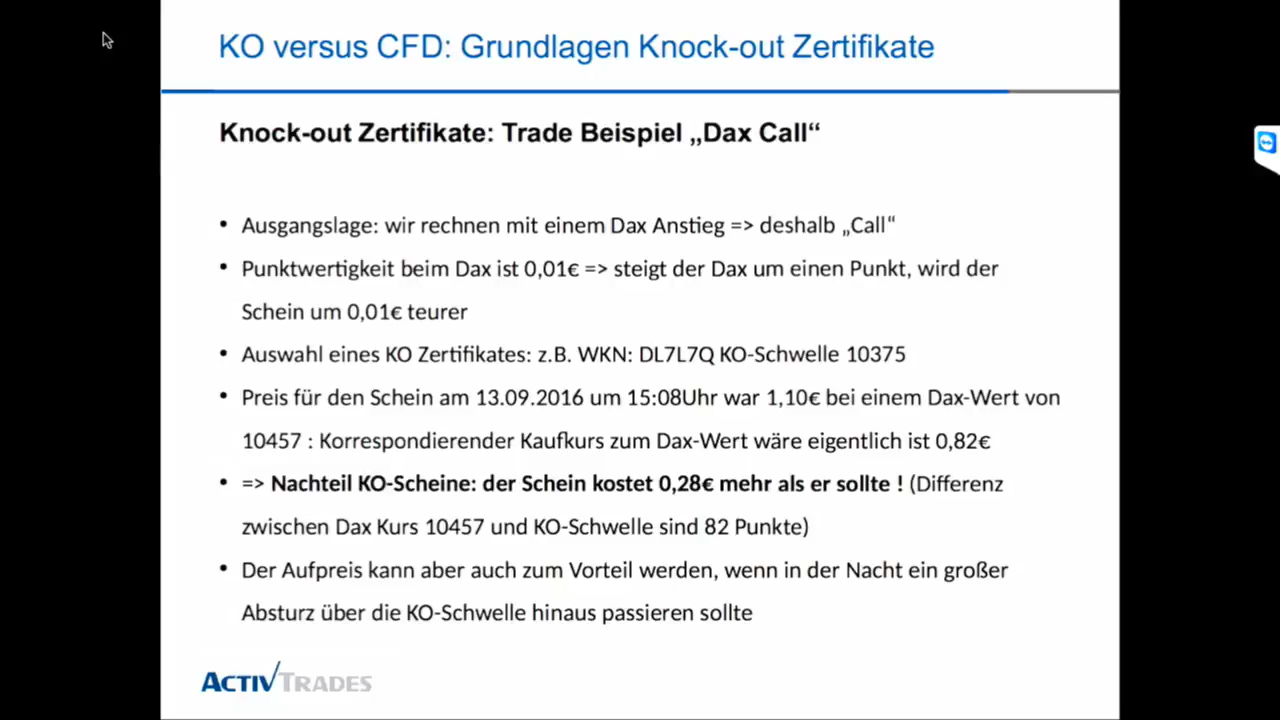 KO versus CFD: Grundlagen Knock-out Zertifikate
Knock-out Zertifikate: Trade Beispiel „Dax Call“
• Ausgangslage: wir rechnen mit einem Dax Anstieg => deshalb „Call“
• Punktwertigkeit beim Dax ist 0,01€ => steigt der Dax um einen Punkt, wird der
Schein um 0,01€ teurer
• Auswahl eines KO Zertifikates: z.B. WKN: DL7L7Q KO-Schwelle 10375
• Preis für den Schein am 13.09.2016 um 15:08Uhr war 1,10€ bei einem Dax-Wert von
10457 : Korrespondierender Kaufkurs zum Dax-Wert wäre eigentlich ist 0,82€
• => Nachteil KO-Scheine: der Schein kostet 0,28€ mehr als er sollte ! (Differenz
zwischen Dax Kurs 10457 und KO-Schwelle sind 82 Punkte)
• Der Aufpreis kann aber auch zum Vorteil werden, wenn in der Nacht ein großer
Absturz über die KO-Schwelle hinaus passieren sollte
ACTIVTRADES